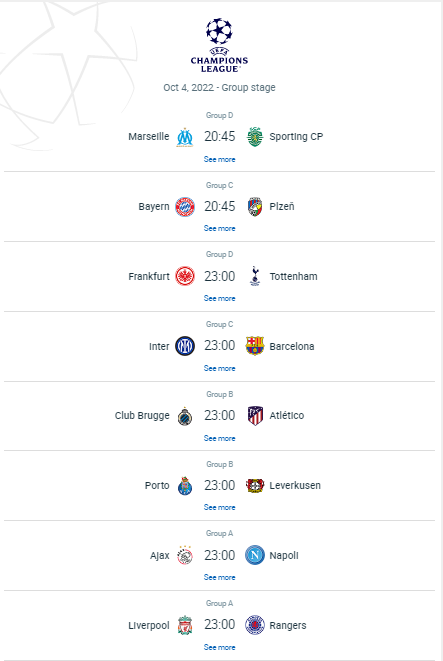 UEFA
CHAMPIONS
LEAGUE
Oct 4, 2022 - Group stage
Group D
Marseille 20:45 Sporting CP
See more
Group C
Bayern 20:45 Plzeň
See more
Group D
Frankfurt 23:00 Tottenham
See more
Group C
Inter 23:00 Barcelona
See more
Group B
Club Brugge 23:00 Atlético
See more
Group B
Porto 23:00 Leverkusen
See more
Group A
Ajax 23:00 Napoli
See more
Group A
Liverpool 23:00 Rangers
See more